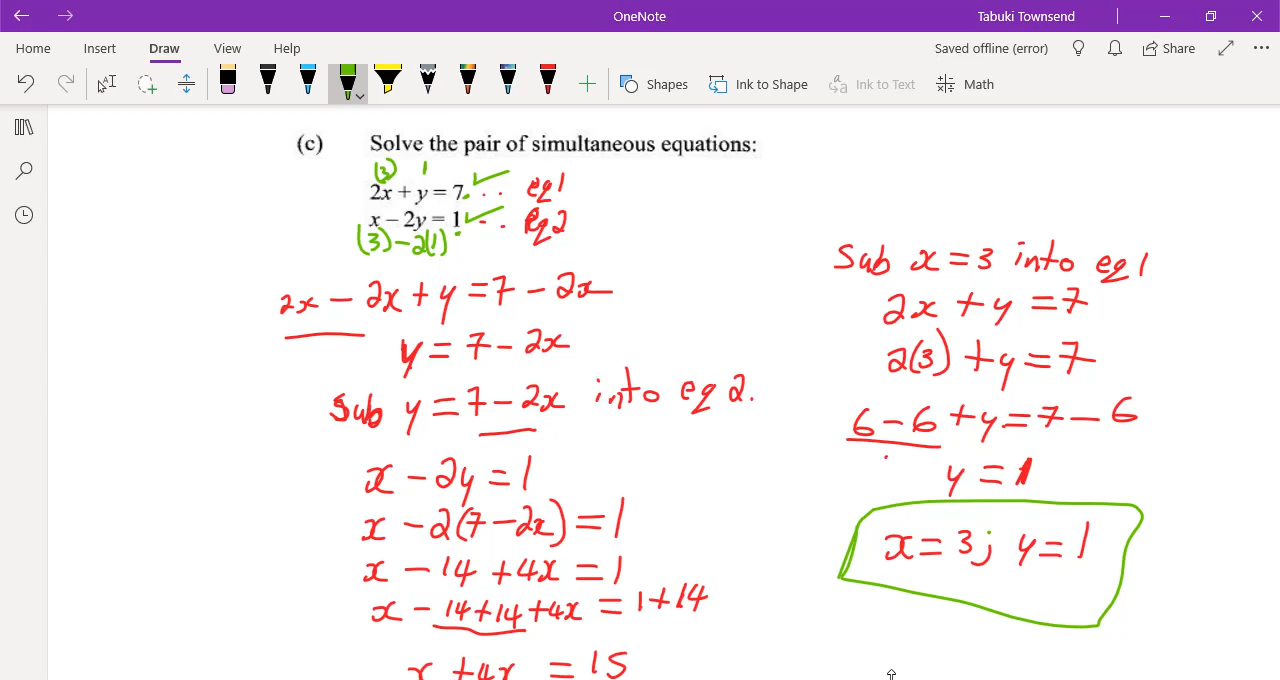 OneNote
Tabuki Townsend
Home Insert Draw View Help
Saved offline (error) Share
Shapes Ink to Shape Ink to Text Math
(c) Solve the pair of simultaneous equations:
(3) 1
2x + y = 7. .. eq1
x − 2y = 1 .. Eq2
(3) − 2(1)
2x − 2x + y = 7 − 2x
y = 7 − 2x
Sub y = 7 − 2x into eq 2.
x − 2y = 1
x − 2(7 − 2x) = 1
x − 14 + 4x = 1
x − 14 + 14 + 4x = 1 + 14
x + 4x = 15
Sub x = 3 into eq 1
2x + y = 7
2(3) + y = 7
6 − 6 + y = 7 − 6
y = 1
x = 3; y = 1